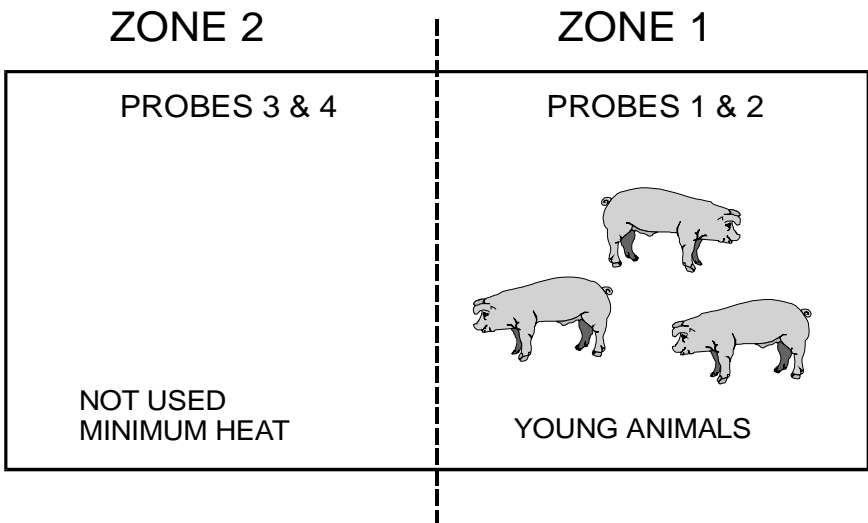 ZONE 2
ZONE 1
PROBES 3 & 4
PROBES 1 & 2
NOT USED
MINIMUM HEAT
YOUNG ANIMALS